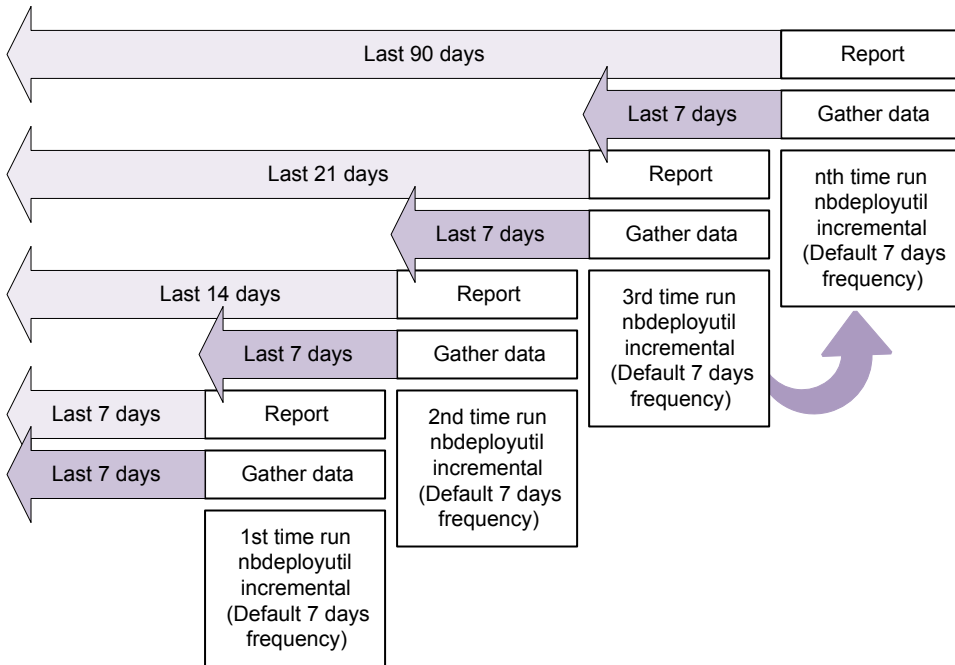 Last 90 days
Report
Last 7 days
Gather data
Last 21 days
Report
nth time run
nbdeployutil
incremental
(Default 7 days
frequency)
Last 7 days
Gather data
Last 14 days
Report
3rd time run
nbdeployutil
incremental
(Default 7 days
frequency)
Last 7 days
Gather data
Last 7 days
Report
2nd time run
nbdeployutil
incremental
(Default 7 days
frequency)
Last 7 days
Gather data
1st time run
nbdeployutil
incremental
(Default 7 days
frequency)